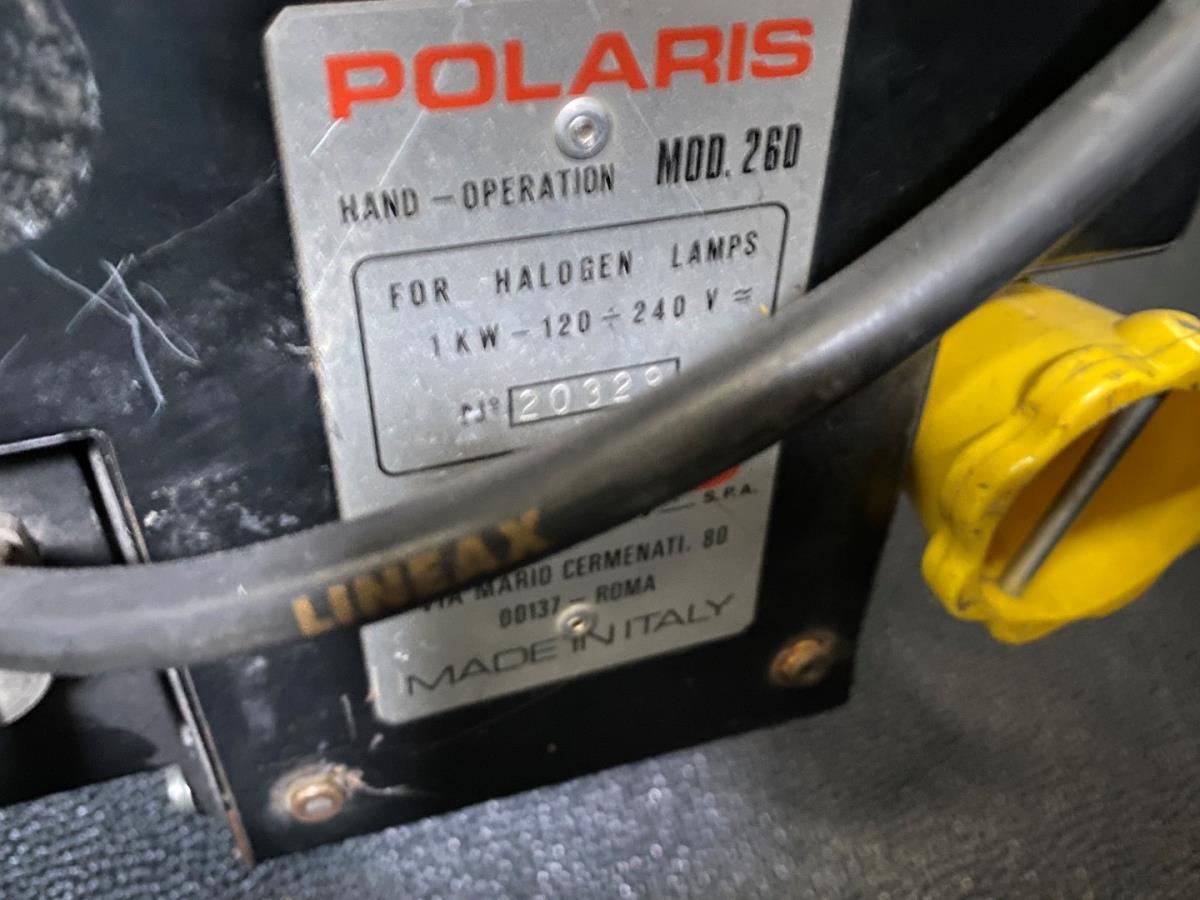 POLARIS
HAND-OPERATION MOD. 260
FOR HALOGEN LAMPS
1 KW - 120 ÷ 240 V ≂
N° 20329
S.P.A.
LINEAX
VIA MARIO CERMENATI. 80
00137 - ROMA
MADE IN ITALY